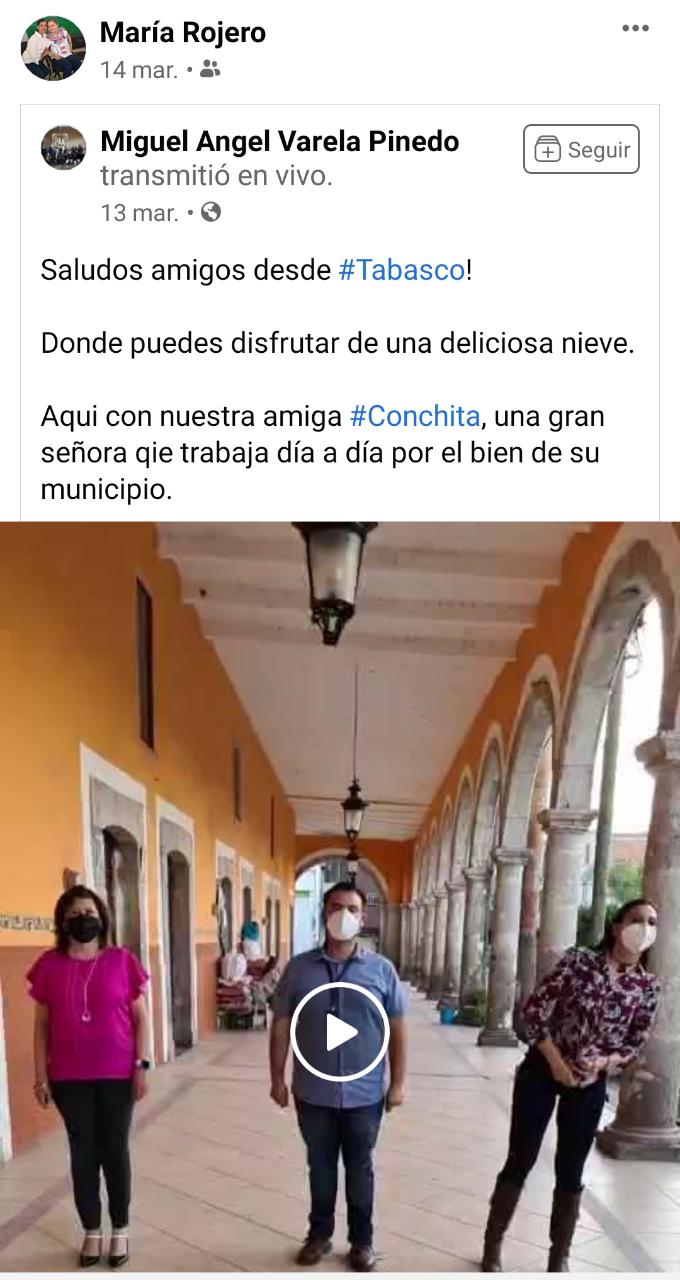 María Rojero
14 mar. •
Miguel Angel Varela Pinedo
transmitió en vivo.
Seguir
13 mar. •
Saludos amigos desde #Tabasco!
Donde puedes disfrutar de una deliciosa nieve.
Aqui con nuestra amiga #Conchita, una gran
señora qie trabaja día a día por el bien de su
municipio.